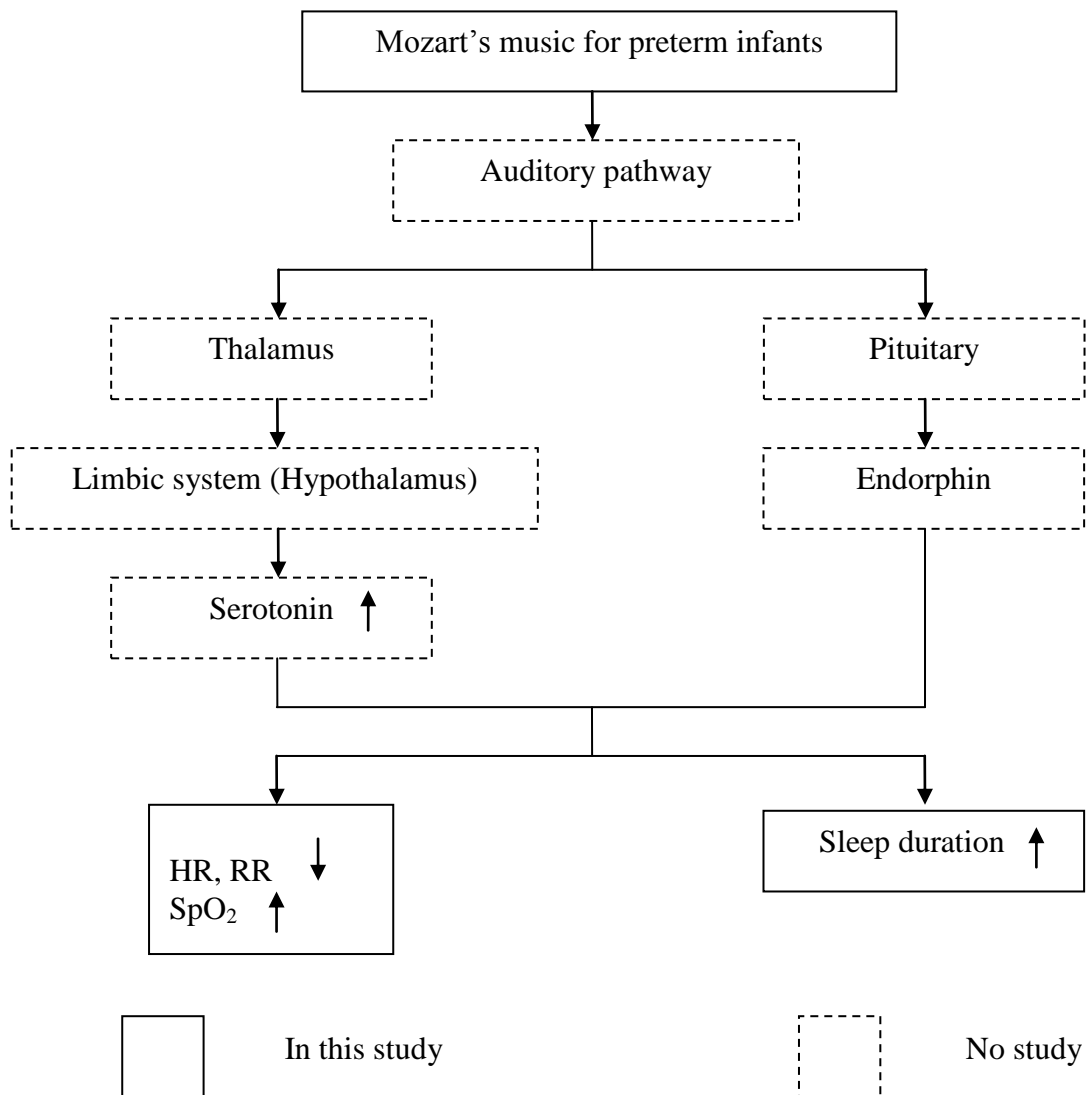 Mozart’s music for preterm infants
Auditory pathway
Thalamus
Pituitary
Limbic system (Hypothalamus)
Endorphin
Serotonin ↑
HR, RR ↓
SpO₂ ↑
Sleep duration ↑
In this study
No study